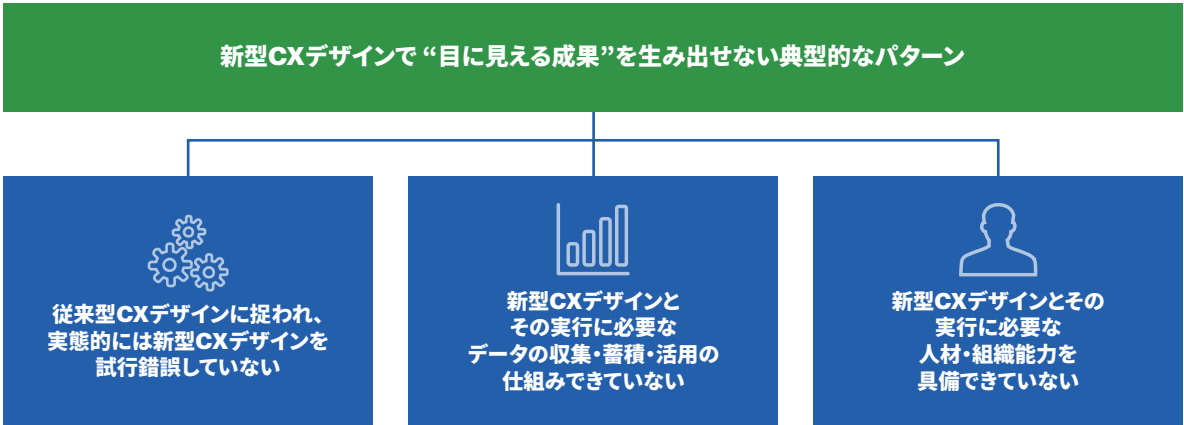 新型CXデザインで“目に見える成果”を生み出せない典型的なパターン
従来型CXデザインに捉われ、
実態的には新型CXデザインを
試行錯誤していない
新型CXデザインと
その実行に必要な
データの収集・蓄積・活用の
仕組みできていない
新型CXデザインとその
実行に必要な
人材・組織能力を
具備できていない